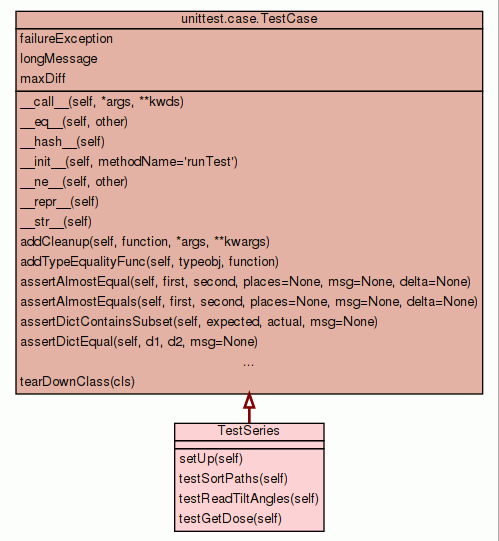 unittest.case.TestCase
failureException
longMessage
maxDiff
__call__(self, *args, **kwds)
__eq__(self, other)
__hash__(self)
__init__(self, methodName='runTest')
__ne__(self, other)
__repr__(self)
__str__(self)
addCleanup(self, function, *args, **kwargs)
addTypeEqualityFunc(self, typeobj, function)
assertAlmostEqual(self, first, second, places=None, msg=None, delta=None)
assertAlmostEquals(self, first, second, places=None, msg=None, delta=None)
assertDictContainsSubset(self, expected, actual, msg=None)
assertDictEqual(self, d1, d2, msg=None)
...
tearDownClass(cls)
TestSeries
setUp(self)
testSortPaths(self)
testReadTiltAngles(self)
testGetDose(self)